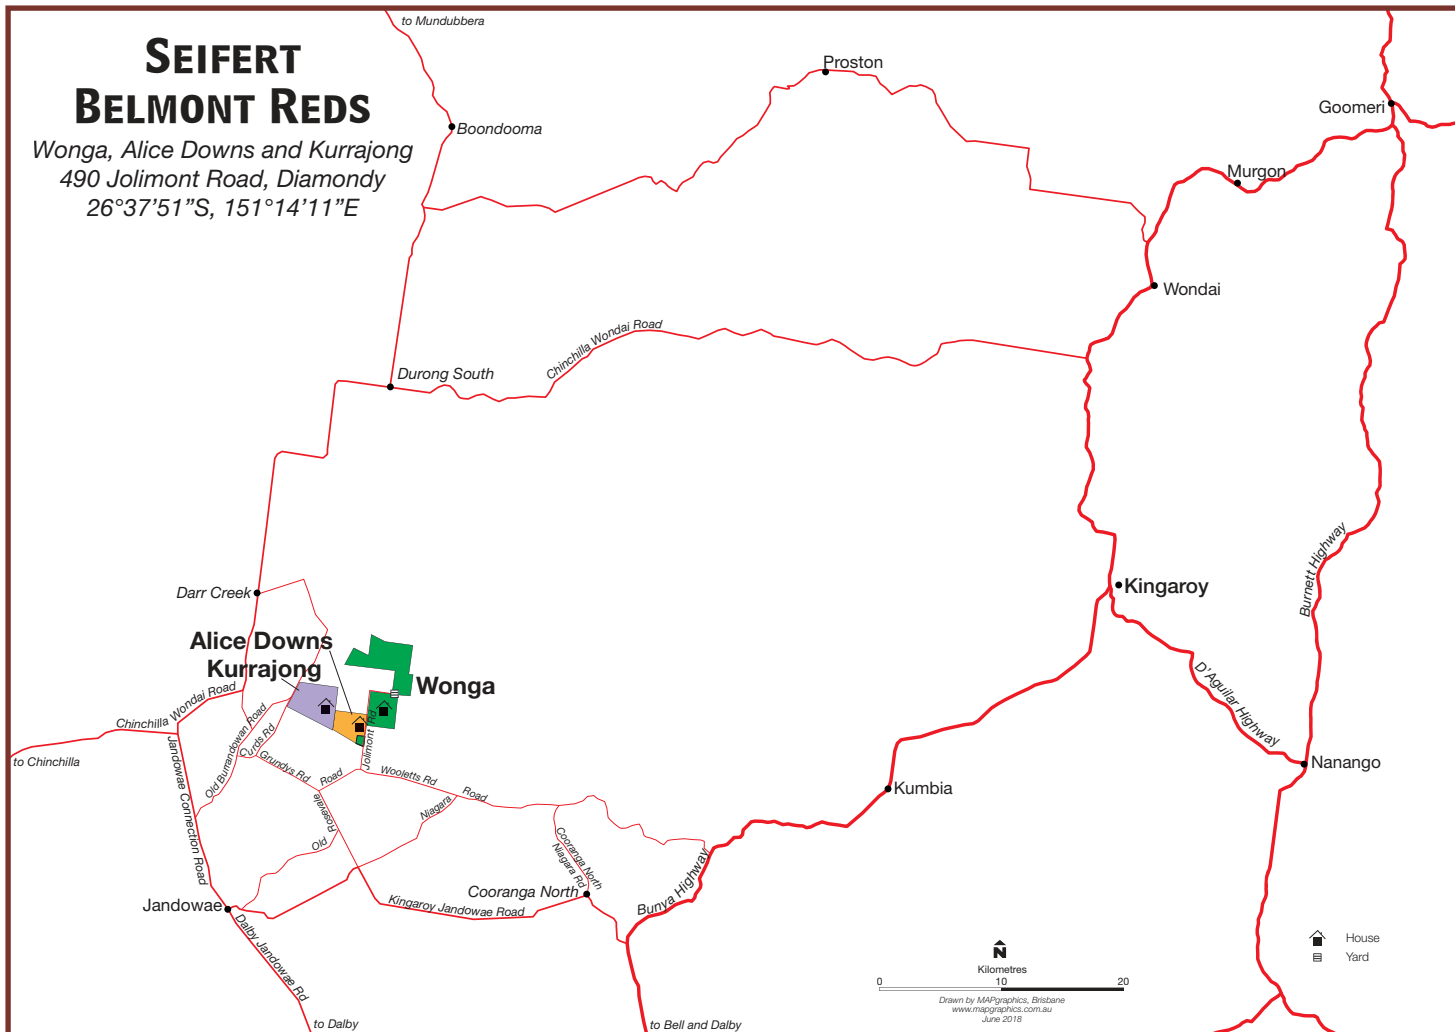 SEIFERT
BELMONT REDS
Wonga, Alice Downs and Kurrajong
490 Jolimont Road, Diamondy
26°37’51”S, 151°14’11”E
to Mundubbera
Proston
Goomeri
Boondooma
Murgon
Wondai
Chinchilla Wondai Road
Durong South
Burnett Highway
Kingaroy
Darr Creek
Alice Downs
Kurrajong
Wonga
D’Aguilar Highway
Chinchilla Wondai Road
to Chinchilla
Old Burrandowan Road
Curds Rd
Grundys Rd
Jolimont Rd
Road
Woojetts Rd
Road
Niagara
Rosevale
Old
Jandowae Connection Road
Nanango
Kumbia
Cooranga North
Niagara Rd
Cooranga North
Bunya Highway
Kingaroy Jandowae Road
Jandowae
Dalby Jandowae Rd
to Dalby
to Bell and Dalby
N
Kilometres
0 10 20
Drawn by MAPgraphics, Brisbane
www.mapgraphics.com.au
June 2018
House
Yard